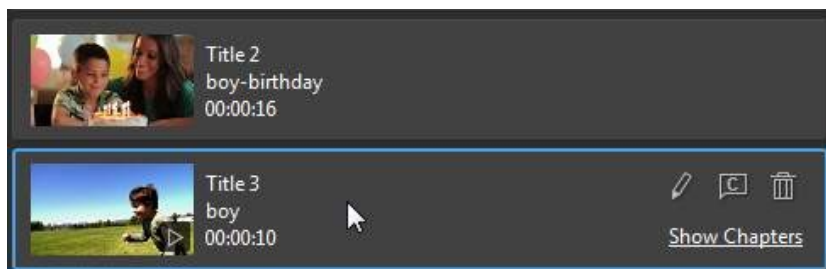 Title 2
boy-birthday
00:00:16
Title 3
boy
00:00:10
C
Show Chapters